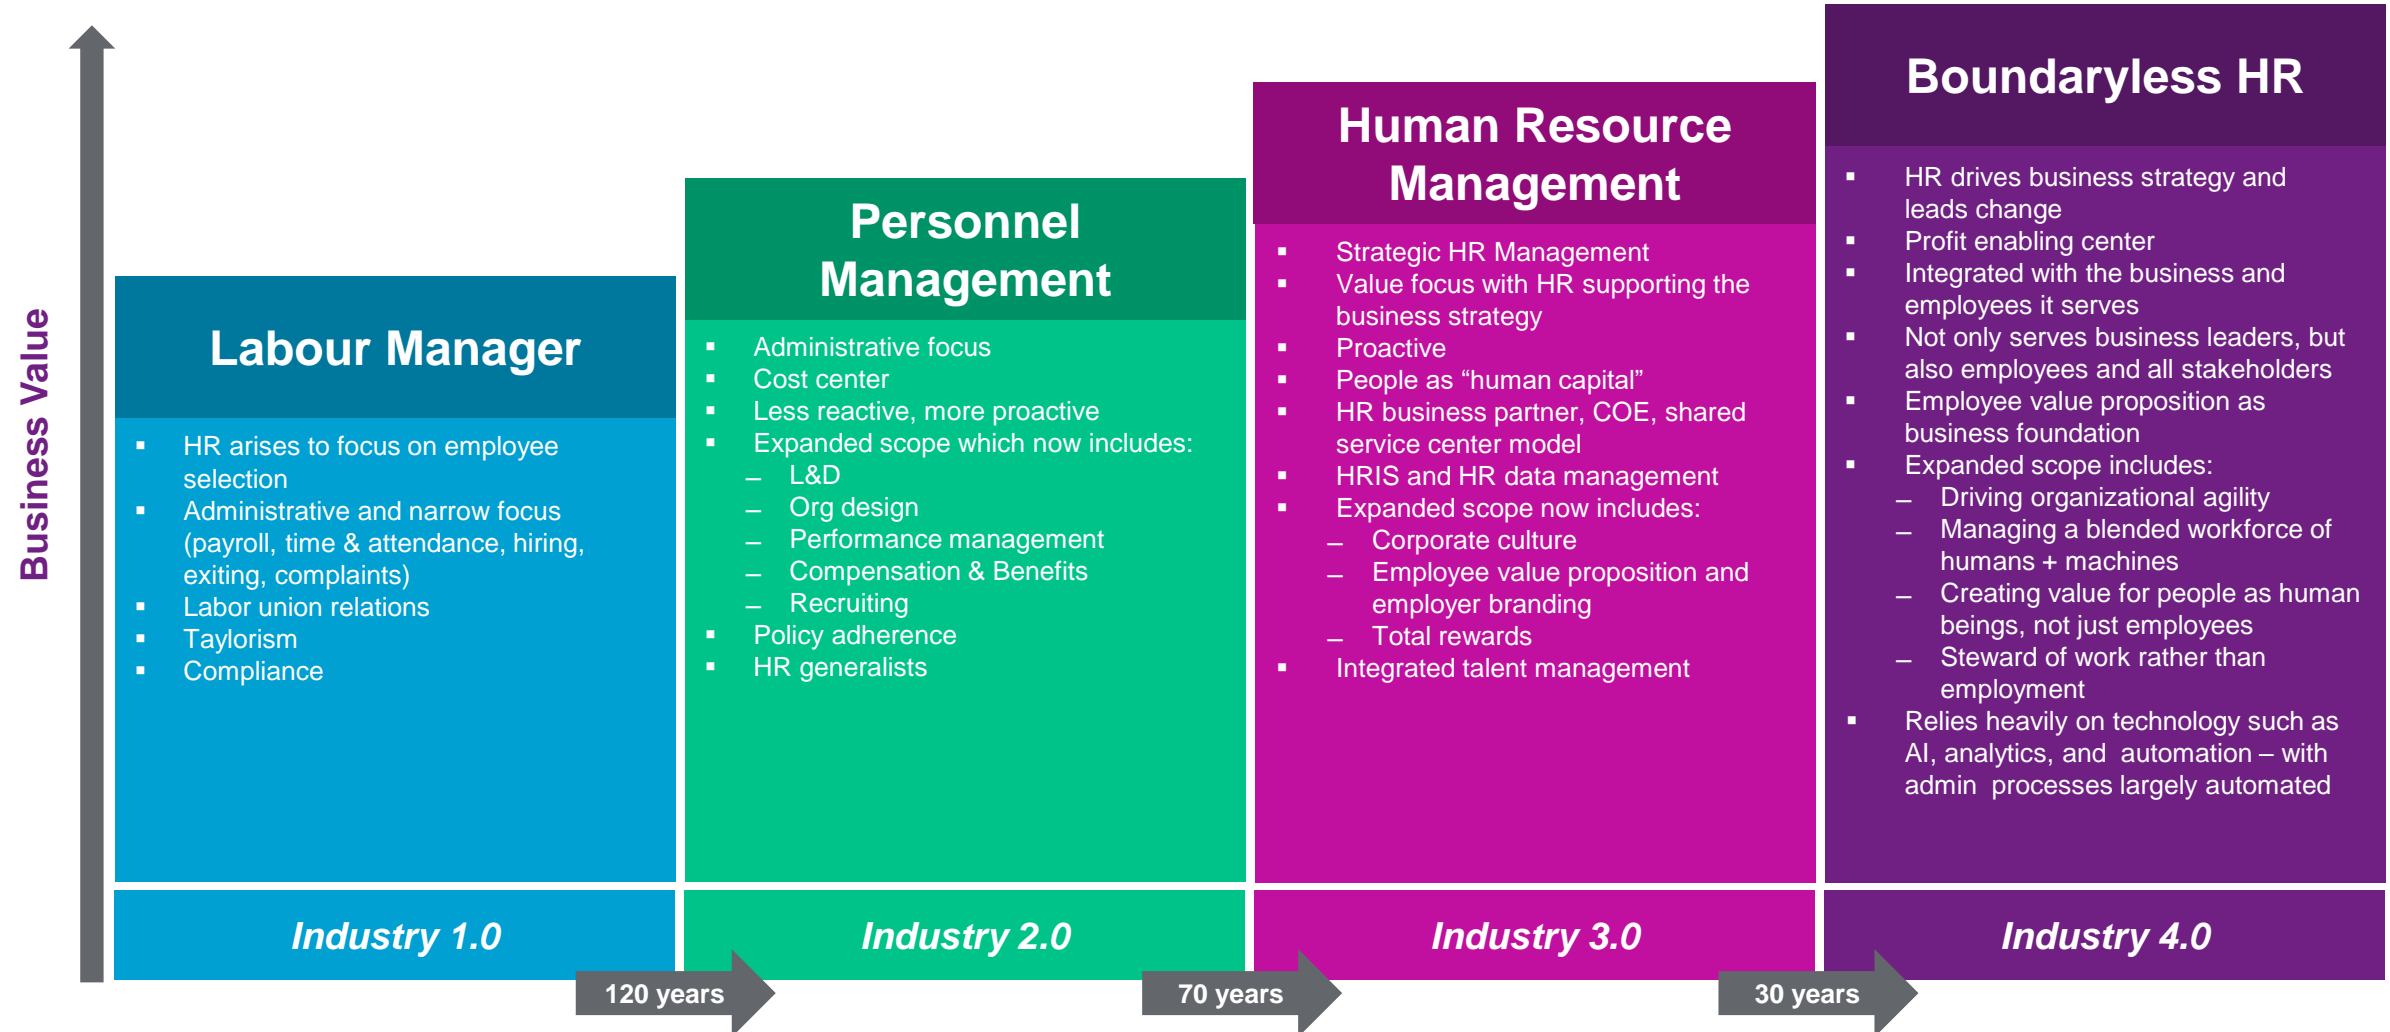 Business Value
Labour Manager
▪ HR arises to focus on employee
selection
▪ Administrative and narrow focus
(payroll, time & attendance, hiring,
exiting, complaints)
▪ Labor union relations
▪ Taylorism
▪ Compliance
Industry 1.0
120 years
Personnel
Management
▪ Administrative focus
▪ Cost center
▪ Less reactive, more proactive
▪ Expanded scope which now includes:
– L&D
– Org design
– Performance management
– Compensation & Benefits
– Recruiting
▪ Policy adherence
▪ HR generalists
Industry 2.0
70 years
Human Resource
Management
▪ Strategic HR Management
▪ Value focus with HR supporting the
business strategy
▪ Proactive
▪ People as “human capital”
▪ HR business partner, COE, shared
service center model
▪ HRIS and HR data management
▪ Expanded scope now includes:
– Corporate culture
– Employee value proposition and
employer branding
– Total rewards
▪ Integrated talent management
Industry 3.0
30 years
Boundaryless HR
▪ HR drives business strategy and
leads change
▪ Profit enabling center
▪ Integrated with the business and
employees it serves
▪ Not only serves business leaders, but
also employees and all stakeholders
▪ Employee value proposition as
business foundation
▪ Expanded scope includes:
– Driving organizational agility
– Managing a blended workforce of
humans + machines
– Creating value for people as human
beings, not just employees
– Steward of work rather than
employment
▪ Relies heavily on technology such as
AI, analytics, and automation – with
admin processes largely automated
Industry 4.0